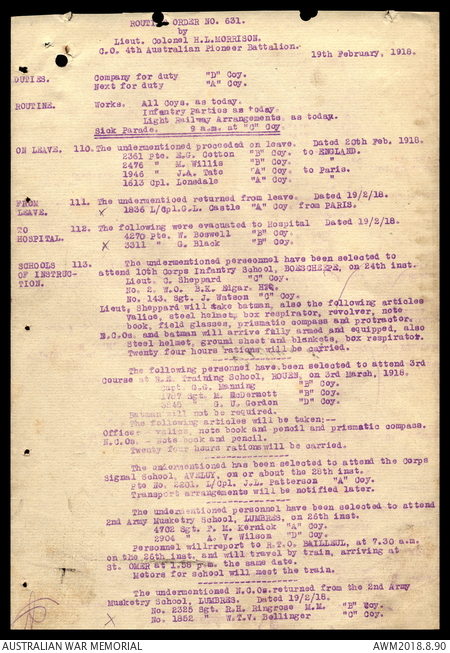 ROUTINE ORDER NO. 631.
by
Lieut. Colonel H.L.MORRISON.
C.O. 4th Australian Pioneer Battalion.
19th February, 1918.
DUTIES. Company for duty "D" Coy.
Next for duty "A" Coy.
ROUTINE. Works. All Coys. as today.
Infantry Parties as today.
Light Railway Arrangements as today.
Sick Parade. 9 a.m. at "C" Coy.
ON LEAVE. 110. The undermentioned proceeded on leave. Dated 20th Feb. 1918.
2361 Pte. E.G. Cotton "B" Coy. to ENGLAND.
2476 " M. Willis "B" Coy. "
1946 " J.A. Tate "A" Coy. to Paris.
1613 Cpl. Lonsdale "A" Coy. "
FROM LEAVE. 111. The undermentioned returned from leave. Dated 19/2/18.
x 1836 L/Cpl. G.L. Castle "A" Coy. from PARIS.
TO HOSPITAL. 112. The following were evacuated to Hospital Dated 19/2/18.
4270 Pte. W. Boswell "B" Coy.
x 3311 " G. Black "B" Coy.
SCHOOLS OF INSTRUCTION. 113. The undermentioned personnel have been selected to
attend 10th Corps Infantry School, BOESCHEPE, on 24th inst.
Lieut. C. Sheppard "C" Coy.
No. 2. W.O. B.K. Edgar. HQ.
No. 143. Sgt. J. Watson "C" Coy.
Lieut. Sheppard will take batman, also the following articles
Valise, steel helmet, box respirator, revolver, note
book, field glasses, prismatic compass and protractor.
N.C.Os. and batman will arrive fully armed and equipped, also
Steel helmet, ground sheet and blankets, box respirator.
Twenty four hours rations will be carried.
The following personnel have been selected to attend 3rd
Course at R.E. Training School, ROUEN, on 3rd March, 1918.
Capt. G.G. Manning "B" Coy.
1787 Sgt. M. McDermott "B" Coy.
G. U. Gordon "D" Coy.
Batman will not be required.
The following articles will be taken:--
Officer - valise, note book and pencil and prismatic compass.
N.C.Os. - Note book and pencil.
Twenty four hours rations will be carried.
The undermentioned has been selected to attend the Corps
Signal School, AVELUY, on or about the 28th inst.
Pte No. 2201. L/Cpl. J.L. Patterson "A" Coy.
Transport arrangements will be notified later.
The undermentioned personnel have been selected to attend
2nd Army Musketry School, LUMBRES, on 26th inst.
4702 Sgt. P. M. Kernick "A" Coy.
2904 " A. V. Wilson "D" Coy.
Personnel will report to R.T.O. BAILLEUL, at 7.30 a.m.
on the 26th inst. and will travel by train, arriving at
St. OMER at 1.58 p.m. the same date.
Motors for school will meet the train.
The undermentioned N.C.Os. returned from the 2nd Army
Musketry School, LUMBRES. Dated 19/2/18.
No. 2325 Sgt. R.H. Ringrose M.M. "B" Coy.
x No. 1852 " W.T.V. Bellinger "C" Coy.
AUSTRALIAN WAR MEMORIAL
AWM2018.8.90